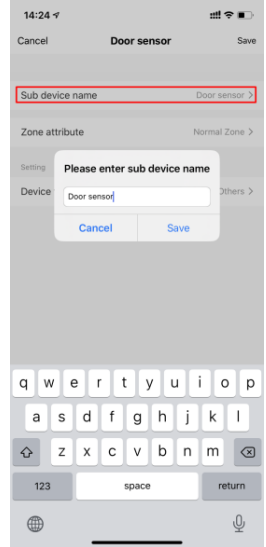 14:24
Cancel Door sensor Save
Sub device name Door sensor >
Zone attribute Normal Zone >
Setting
Please enter sub device name
Device Others >
Door sensor
Cancel Save
q w e r t y u i o p
a s d f g h j k l
z x c v b n m
123 space return